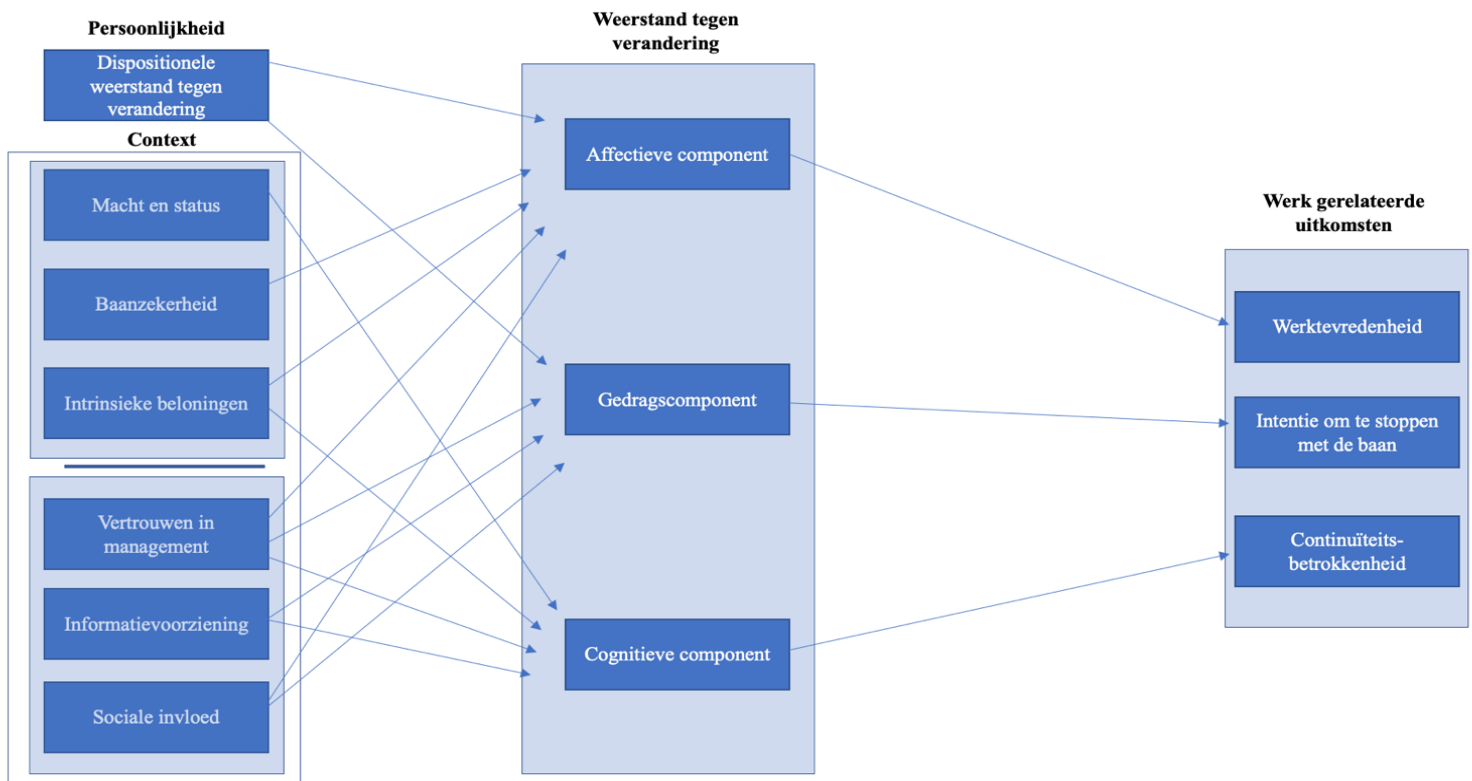 Persoonlijkheid
Dispositionele
weerstand tegen
verandering
Context
Macht en status
Baanzekerheid
Intrinsieke beloningen
Vertrouwen in
management
Informatievoorziening
Sociale invloed
Weerstand tegen
verandering
Affectieve component
Gedragscomponent
Cognitieve component
Werk gerelateerde
uitkomsten
Werktevredenheid
Intentie om te stoppen
met de baan
Continuïteits-
betrokkenheid